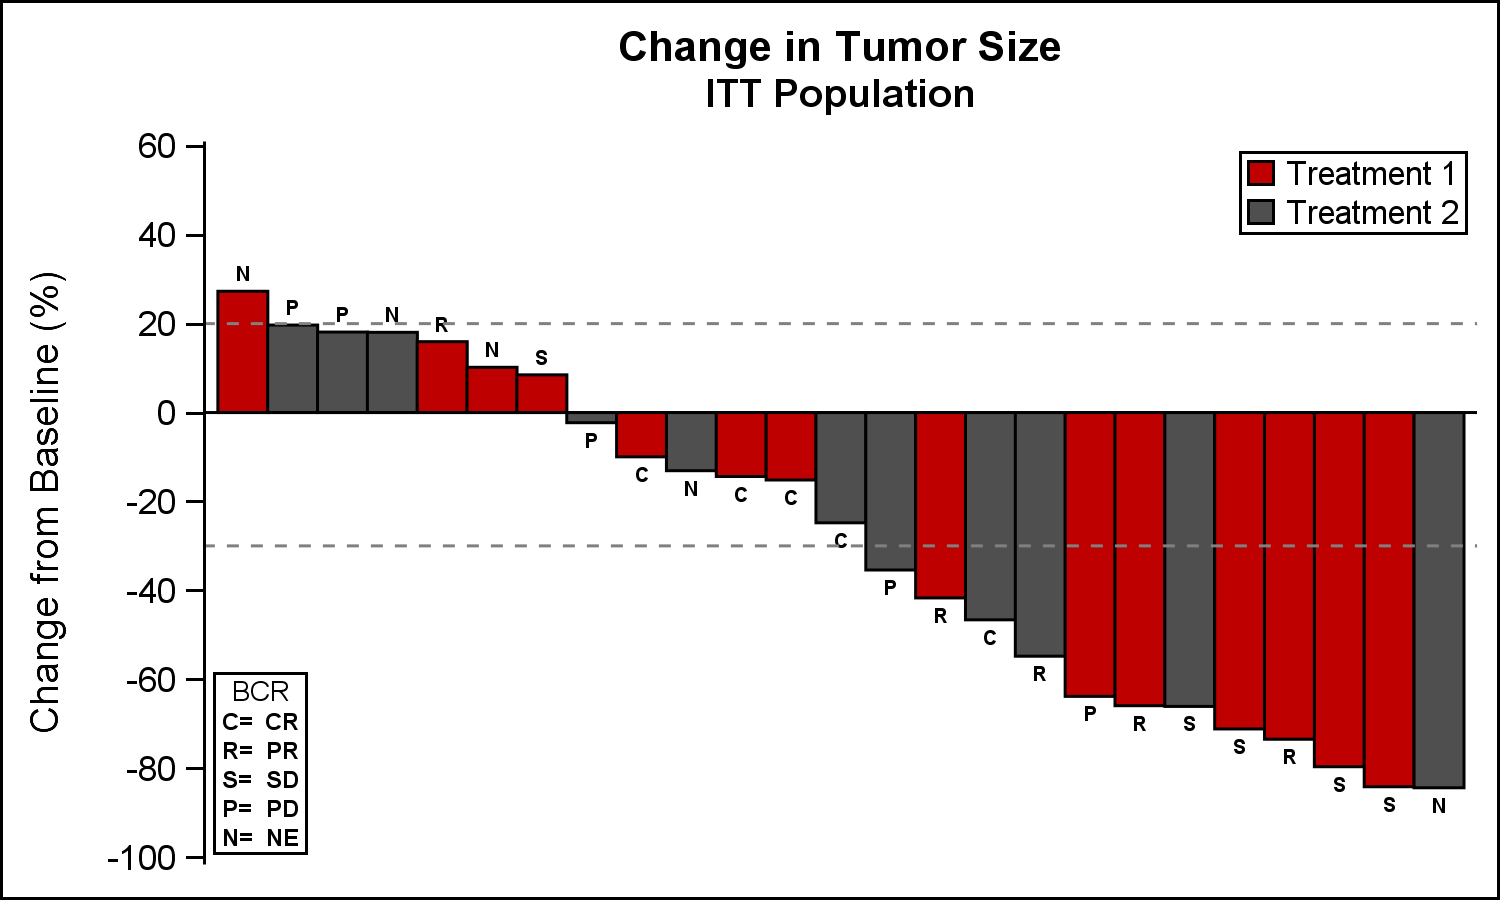 Change in Tumor Size
ITT Population
Change from Baseline (%)
60
40
20
0
-20
-40
-60
-80
-100
Treatment 1
Treatment 2
N
P
P
N
R
N
S
P
C
N
C
C
C
P
R
C
R
P
R
S
S
R
S
S
N
BCR
C= CR
R= PR
S= SD
P= PD
N= NE